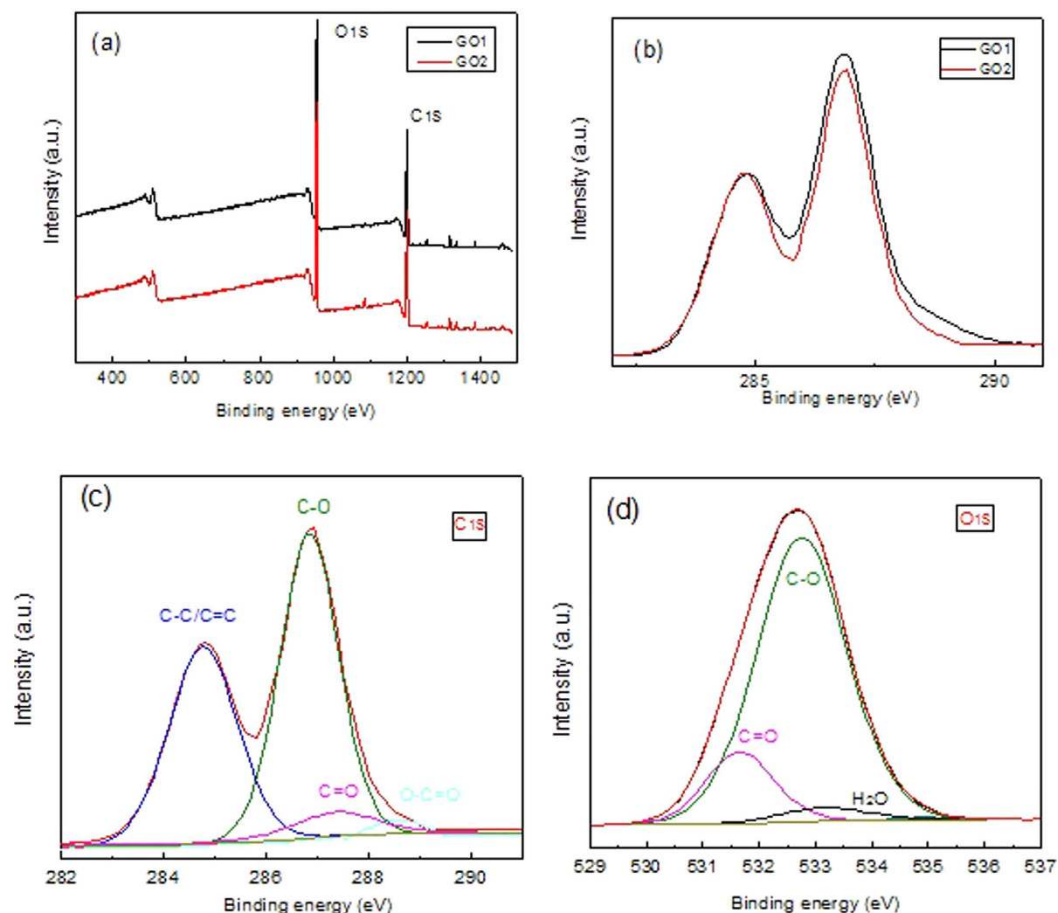 (a)
O1S
GO1
GO2
C1S
Intensity (a.u.)
400 600 800 1000 1200 1400
Binding energy (eV)
(b)
GO1
GO2
Intensity (a.u.)
285 290
Binding energy (eV)
(c)
C-O
C1S
C-C/C=C
Intensity (a.u.)
C=O
O-C=O
282 284 286 288 290
Binding energy (eV)
(d)
O1S
C-O
Intensity (a.u.)
C=O
H2O
529 530 531 532 533 534 535 536 537
Binding energy (eV)